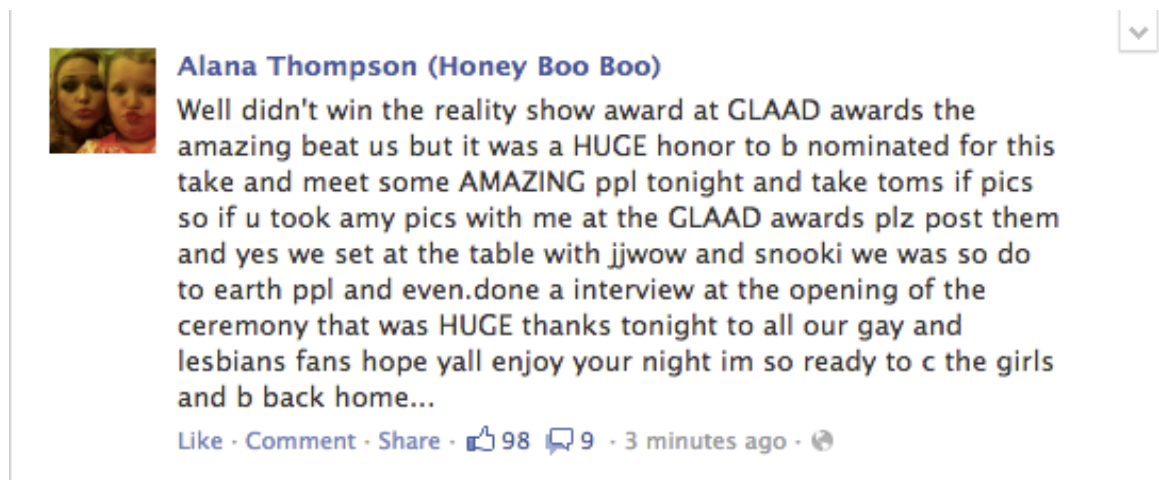 Alana Thompson (Honey Boo Boo)
Well didn't win the reality show award at GLAAD awards the
amazing beat us but it was a HUGE honor to b nominated for this
take and meet some AMAZING ppl tonight and take toms if pics
so if u took amy pics with me at the GLAAD awards plz post them
and yes we set at the table with jjwow and snooki we was so do
to earth ppl and even.done a interview at the opening of the
ceremony that was HUGE thanks tonight to all our gay and
lesbians fans hope yall enjoy your night im so ready to c the girls
and b back home...
Like · Comment · Share · 98 9 · 3 minutes ago ·